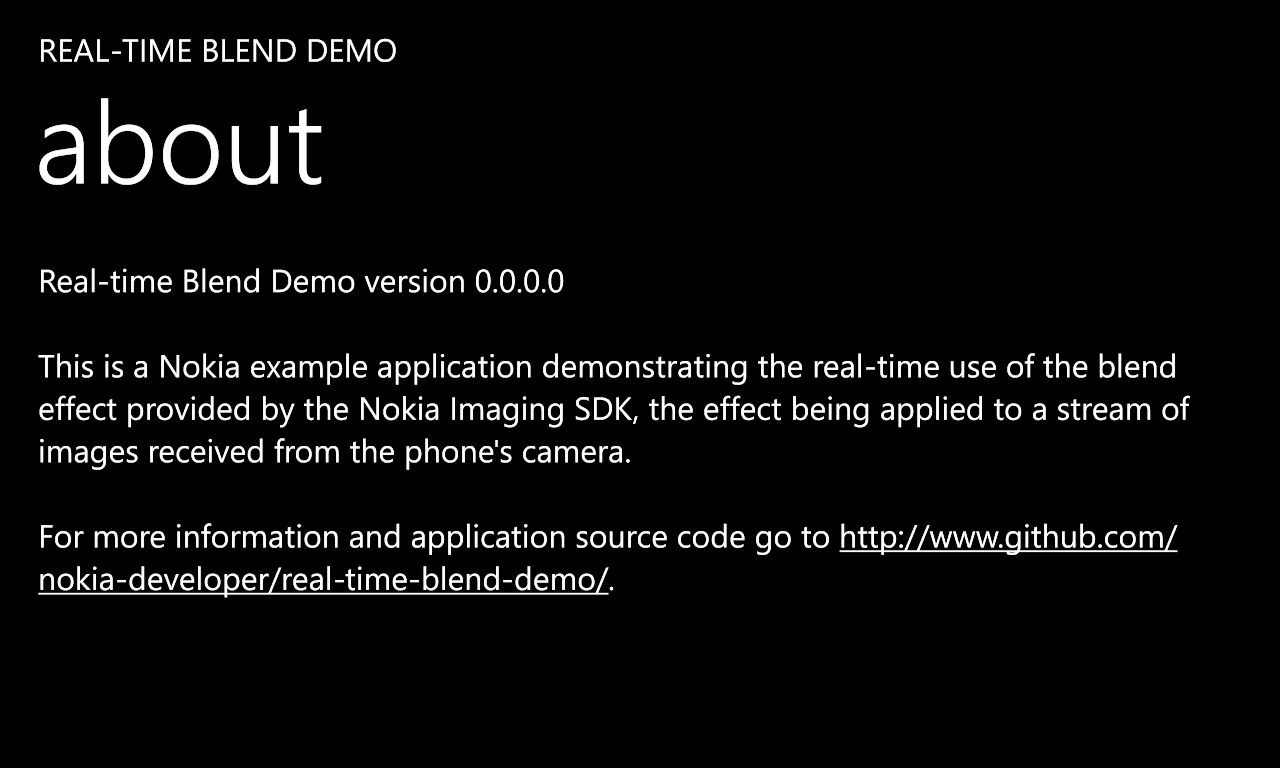 REAL-TIME BLEND DEMO
about
Real-time Blend Demo version 0.0.0.0
This is a Nokia example application demonstrating the real-time use of the blend
effect provided by the Nokia Imaging SDK, the effect being applied to a stream of
images received from the phone's camera.
For more information and application source code go to http://www.github.com/
nokia-developer/real-time-blend-demo/.